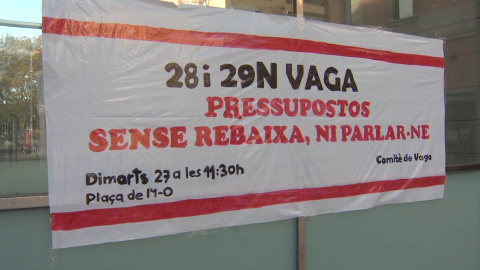 28 i 29N VAGA
PRESSUPOSTOS
SENSE REBAIXA, NI PARLAR-NE
Comitè de Vaga
Dimarts 27 a les 11:30h
Plaça de 14-O